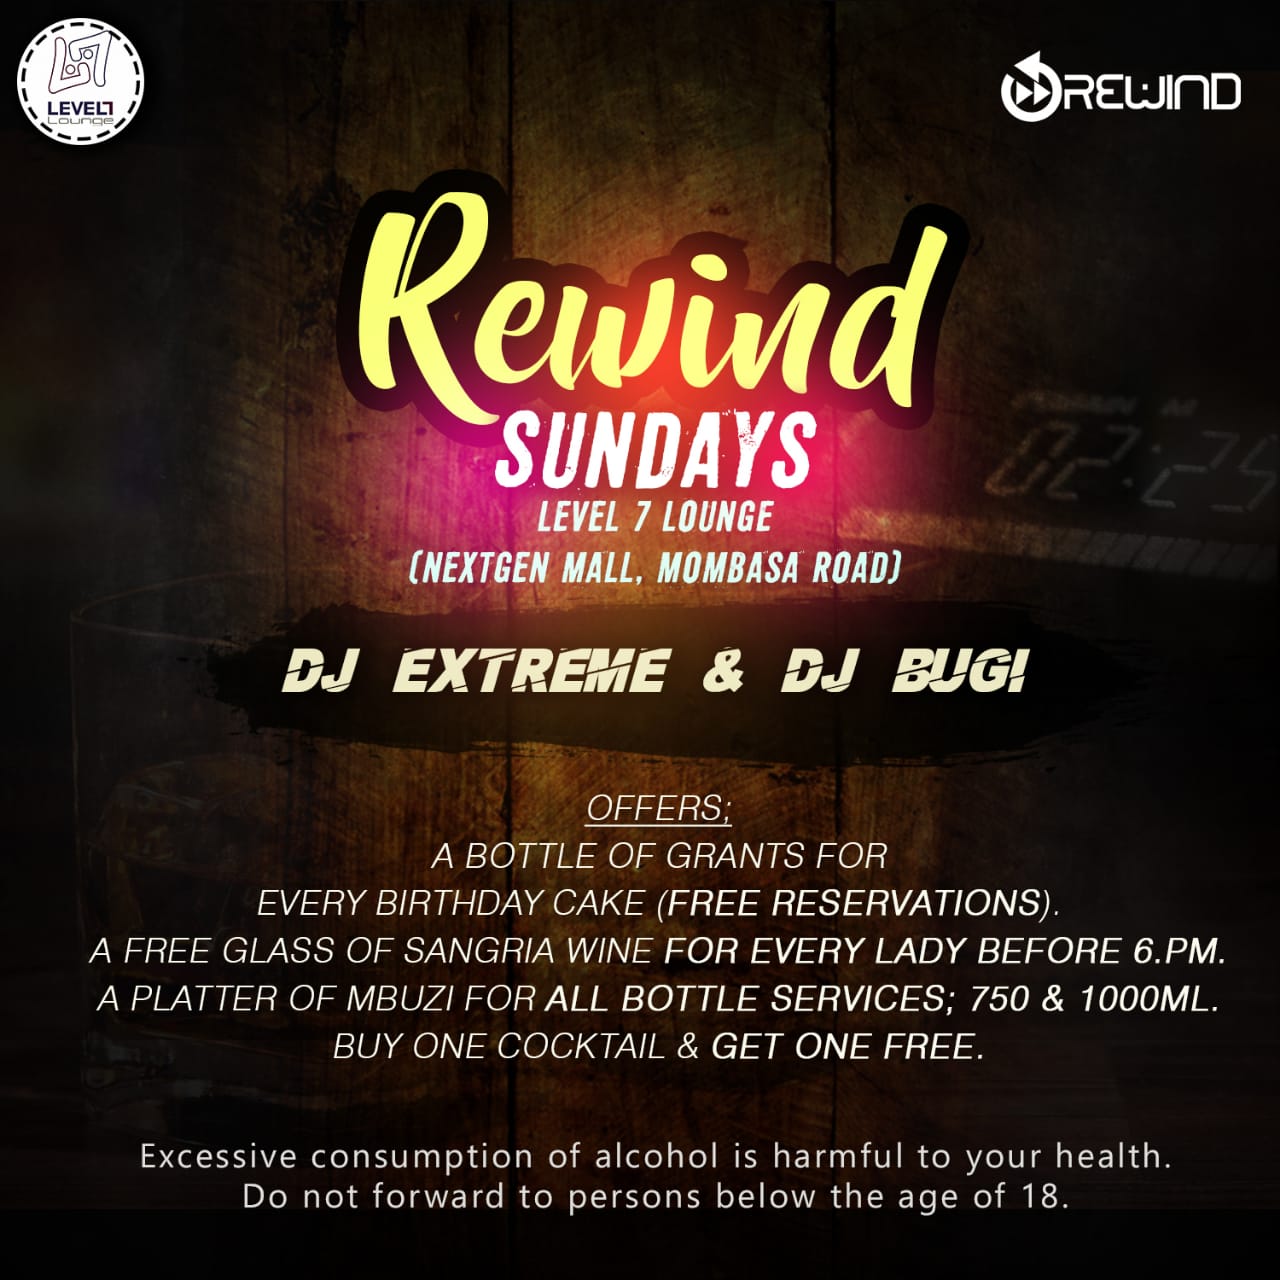 LEVEL7
Lounge
REWIND
Rewind
SUNDAYS
LEVEL 7 LOUNGE
(NEXTGEN MALL, MOMBASA ROAD)
DJ EXTREME & DJ BUGI
OFFERS;
A BOTTLE OF GRANTS FOR
EVERY BIRTHDAY CAKE (FREE RESERVATIONS).
A FREE GLASS OF SANGRIA WINE FOR EVERY LADY BEFORE 6.PM.
A PLATTER OF MBUZI FOR ALL BOTTLE SERVICES; 750 & 1000ML.
BUY ONE COCKTAIL & GET ONE FREE.
Excessive consumption of alcohol is harmful to your health.
Do not forward to persons below the age of 18.